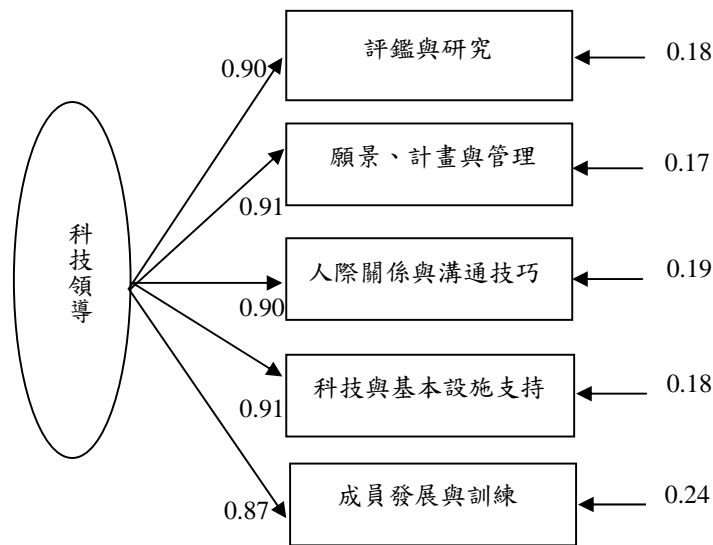 評鑑與研究
0.18
0.90
願景、計畫與管理
0.17
0.91
科技領導
人際關係與溝通技巧
0.19
0.90
科技與基本設施支持
0.18
0.91
成員發展與訓練
0.24
0.87